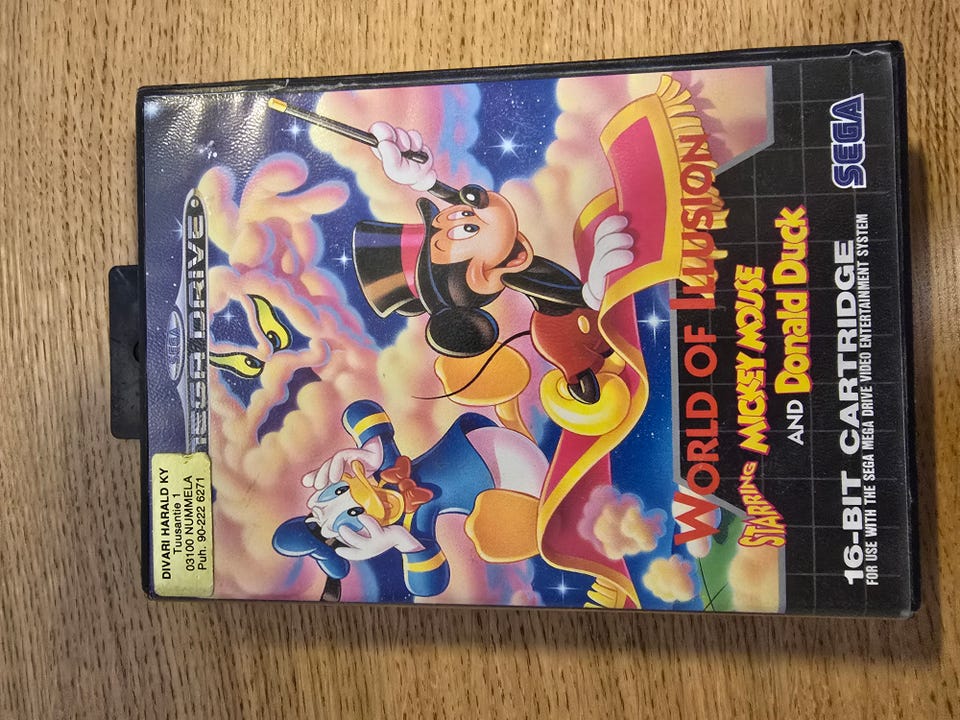 DIVARI HARALD KY
Tuusantie 1
03100 NUMMELA
Puh. 90-222 6271
SEGA
MEGA DRIVE
WORLD OF ILLUSION
STARRING MICKEY MOUSE
AND Donald Duck
16-BIT CARTRIDGE
FOR USE WITH THE SEGA MEGA DRIVE VIDEO ENTERTAINMENT SYSTEM
SEGA